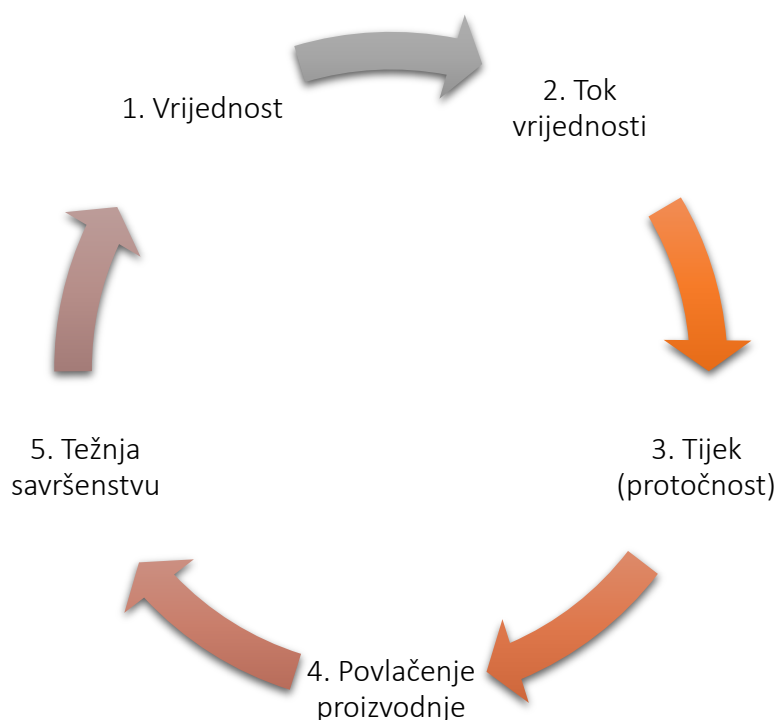 1. Vrijednost
2. Tok
vrijednosti
3. Tijek
(protočnost)
4. Povlačenje
proizvodnje
5. Težnja
savršenstvu